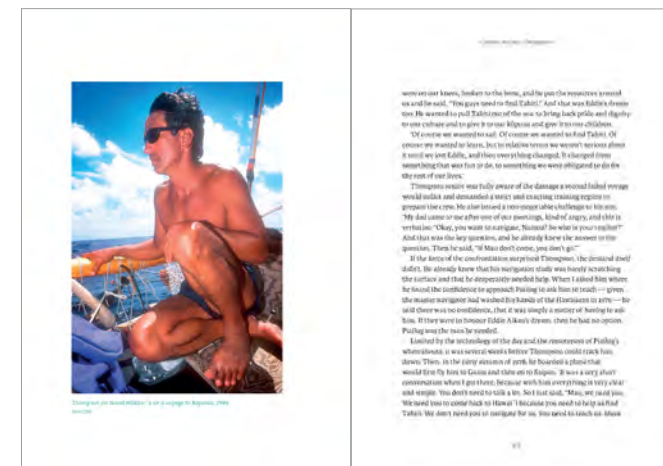 were on our knees, broken to the bone, and he put the resources around
us and he said, "You guys need to find Tahiti." And that was Eddie's dream
too. He wanted to pull Tahiti out of the sea to bring back pride and dignity
to our culture and to give it to our kūpuna and give it to our children.
'Of course we wanted to sail. Of course we wanted to find Tahiti. Of
course we wanted to learn, but in relative terms we weren't serious about
it until we lost Eddie, and then everything changed. It changed from
something that was fun to do, to something we were obligated to do for
the rest of our lives.'
Thompson senior was fully aware of the damage a second failed voyage
would inflict and demanded a strict and exacting training regime to
prepare the crew. He also issued a non-negotiable challenge to his son.
'My dad came to me after one of our meetings, kind of angry, and this is
verbatim: "Okay, you want to navigate, Nainoa? So who is your teacher?"
And that was the key question, and he already knew the answer to the
question. Then he said, "If Mau don't come, you don't go."'
If the force of the confrontation surprised Thompson, the demand itself
didn't. He already knew that his navigation study was barely scratching
the surface and that he desperately needed help. When I asked him where
he found the confidence to approach Piailug to ask him to teach — given
the master navigator had washed his hands of the Hawaiians in 1976 — he
said there was no confidence, that it was simply a matter of having to ask
him. If they were to honour Eddie Aikau's dream, then he had no option.
Piailug was the man he needed.
Limited by the technology of the day and the remoteness of Piailug's
whereabouts, it was several weeks before Thompson could track him
down. Then, in the early autumn of 1978, he boarded a plane that
would first fly him to Guam and then on to Saipan. 'It was a very short
conversation when I got there, because with him everything is very clear
and simple. You don't need to talk a lot. So I just said, "Mau, we need you.
We need you to come back to Hawai'i because you need to help us find
Tahiti. We don't need you to navigate for us. You need to teach us. Mau